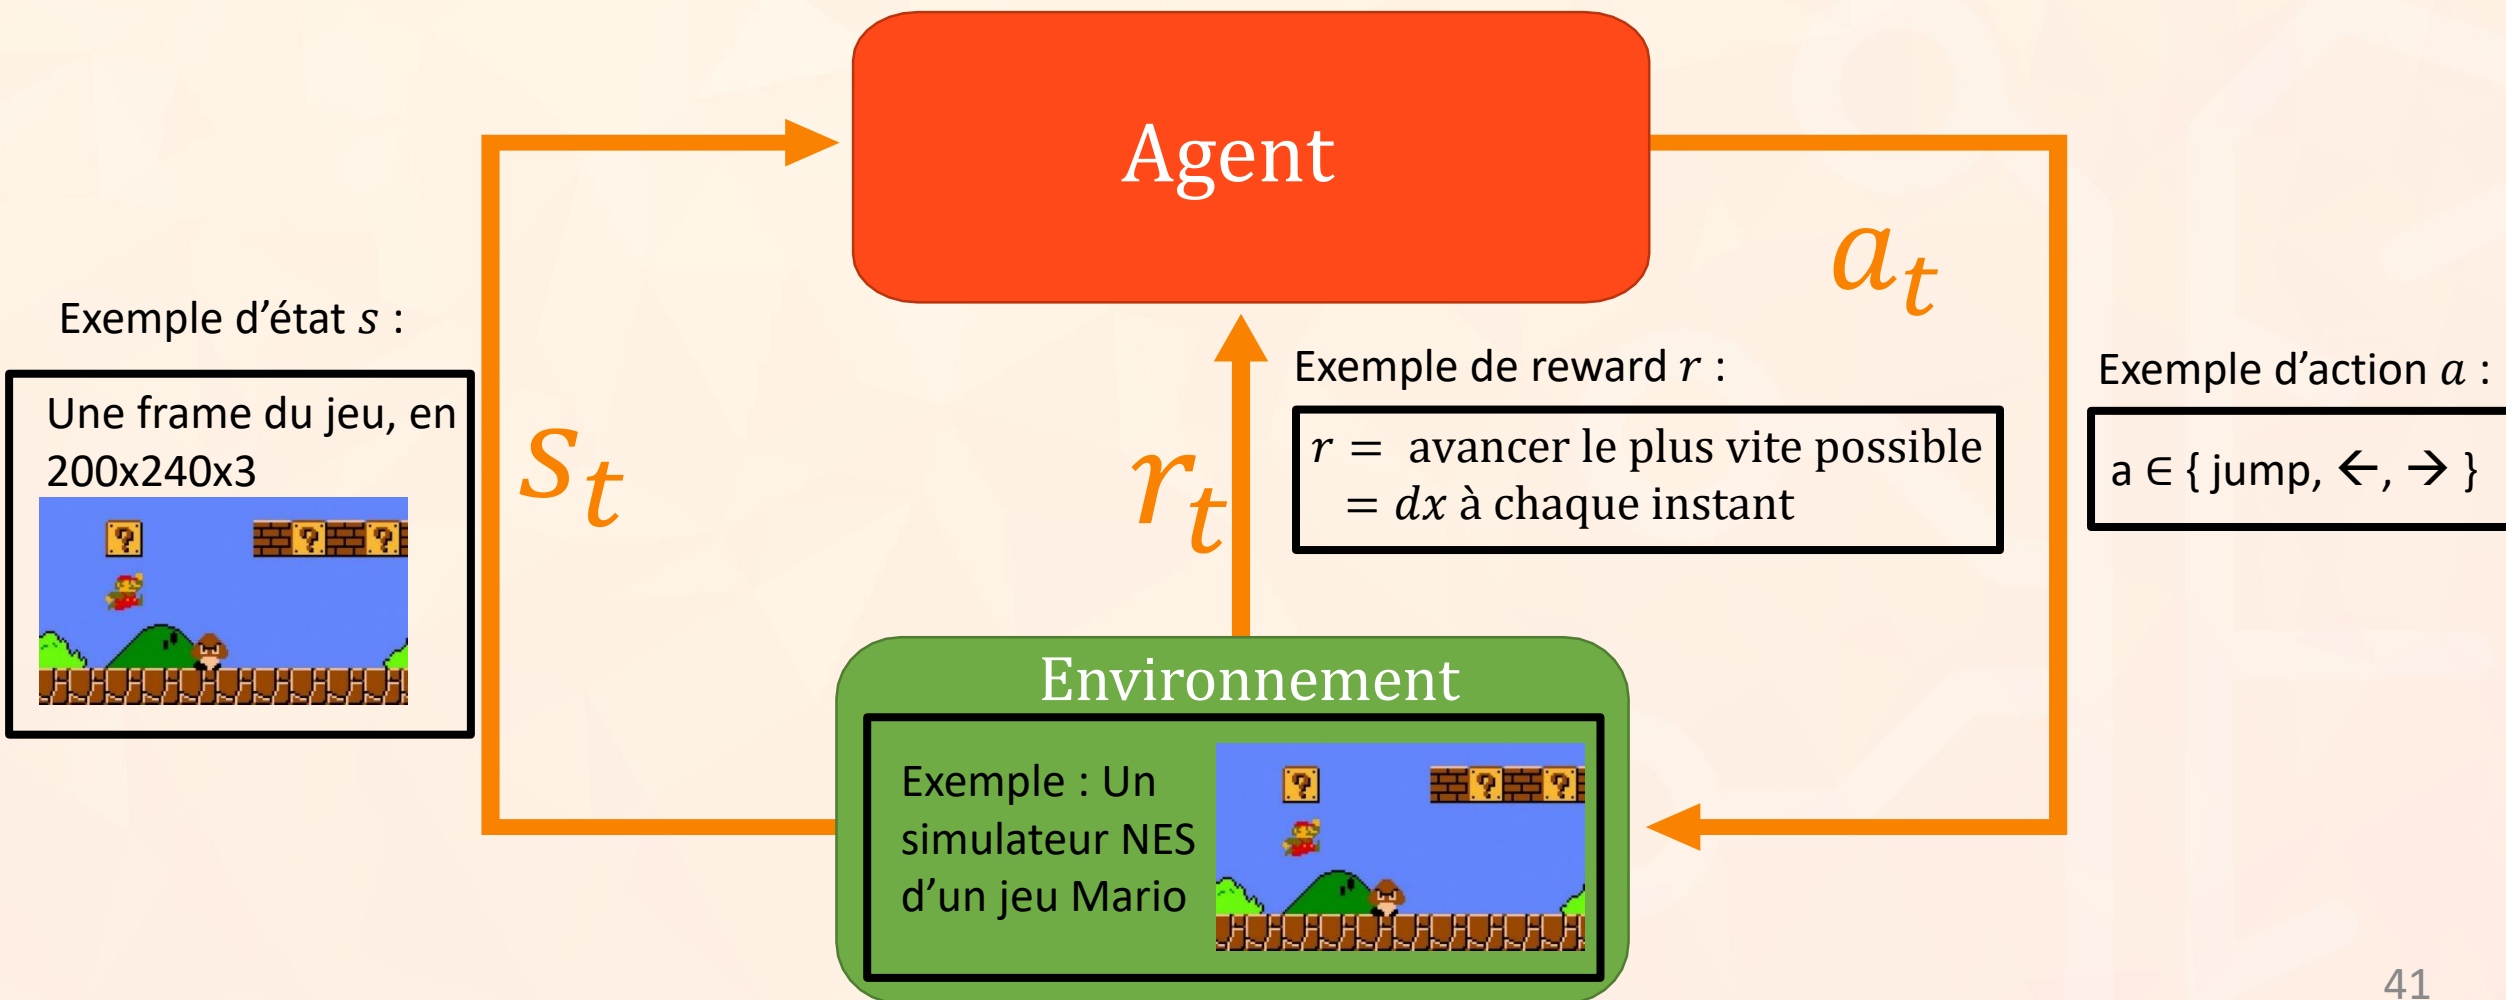 Agent
a_t
Exemple d'état s :
Une frame du jeu, en
200x240x3
s_t
r_t
Exemple de reward r :
r = avancer le plus vite possible
= dx à chaque instant
Exemple d'action a :
a ∈ { jump, ←, → }
Environnement
Exemple : Un
simulateur NES
d'un jeu Mario
41